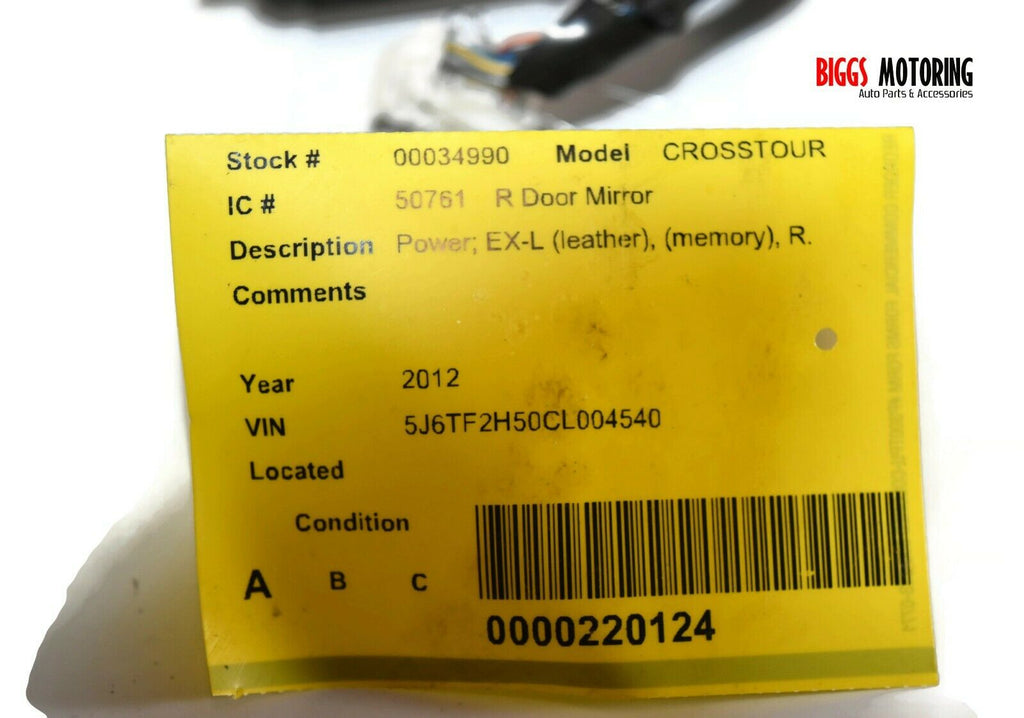 BIGGS MOTORING
Auto Parts & Accessories
Stock # 00034990 Model CROSSTOUR
IC # 50761 R Door Mirror
Description Power; EX-L (leather), (memory), R.
Comments
Year 2012
VIN 5J6TF2H50CL004540
Located
Condition
A B C
0000220124